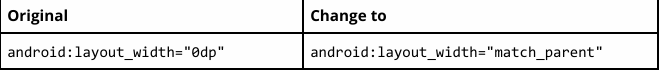 Original Change to
android:layout_width="0dp" android:layout_width="match_parent"